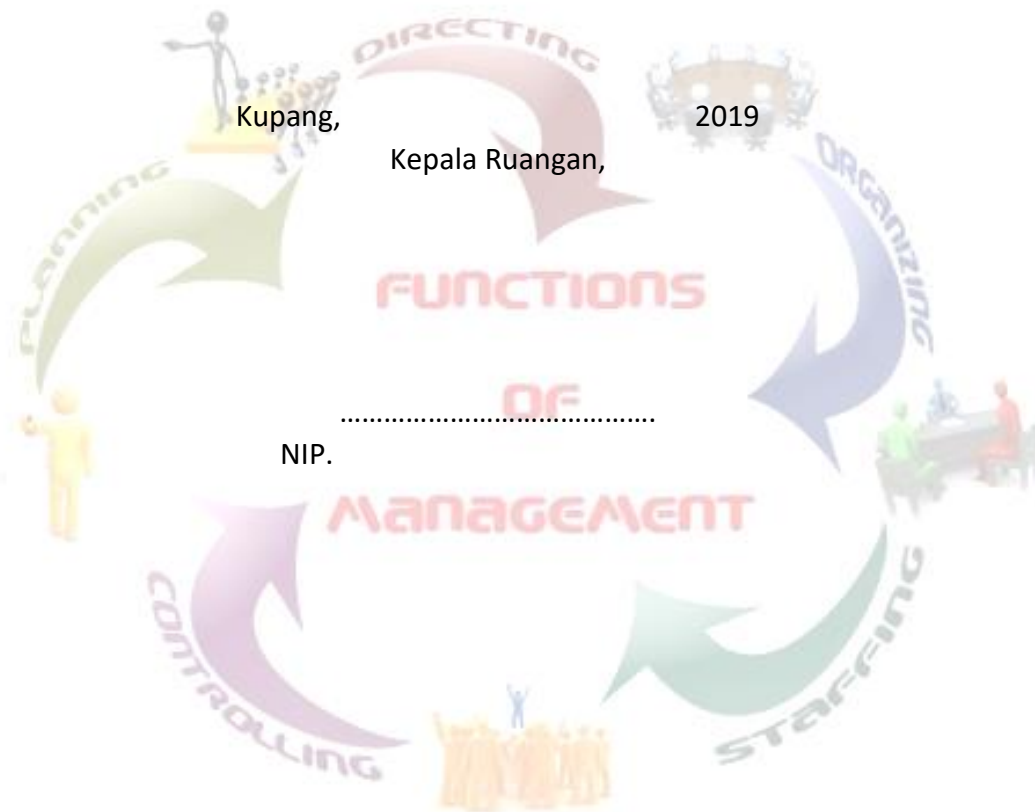 DIRECTING
Kupang, 2019
Kepala Ruangan,
PLANNING
ORGANIZING
FUNCTIONS
OF
…………………………………….
NIP.
MANAGEMENT
CONTROLLING
STAFFING